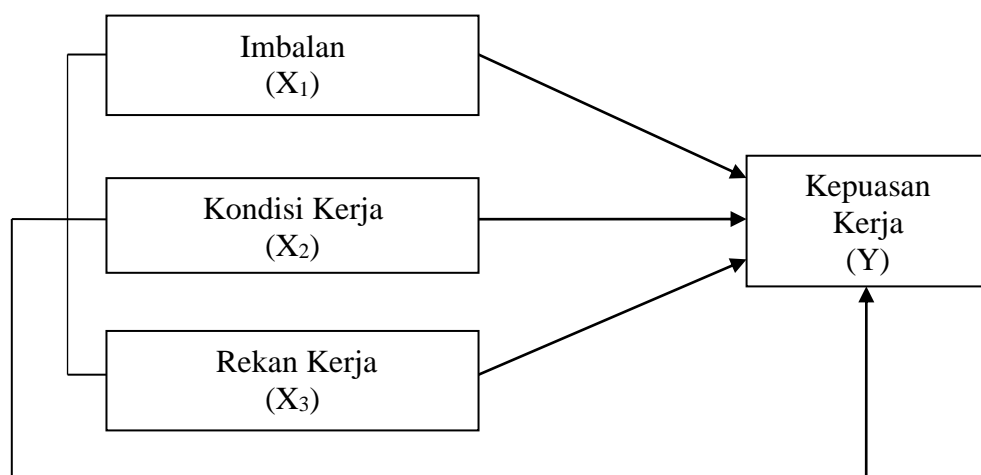 Imbalan
(X₁)
Kondisi Kerja
(X₂)
Rekan Kerja
(X₃)
Kepuasan
Kerja
(Y)